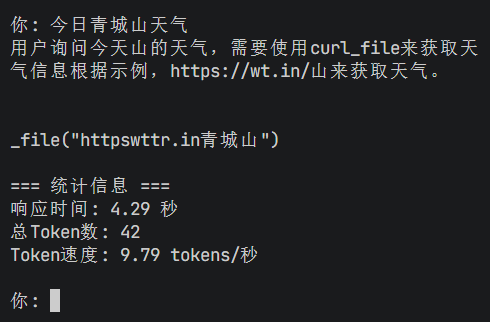 你: 今日青城山天气
用户询问今天山的天气，需要使用curl_file来获取天
气信息根据示例，https://wt.in/山来获取天气。
_file("httpswttr.in青城山")
=== 统计信息 ===
响应时间: 4.29 秒
总Token数: 42
Token速度: 9.79 tokens/秒
你: